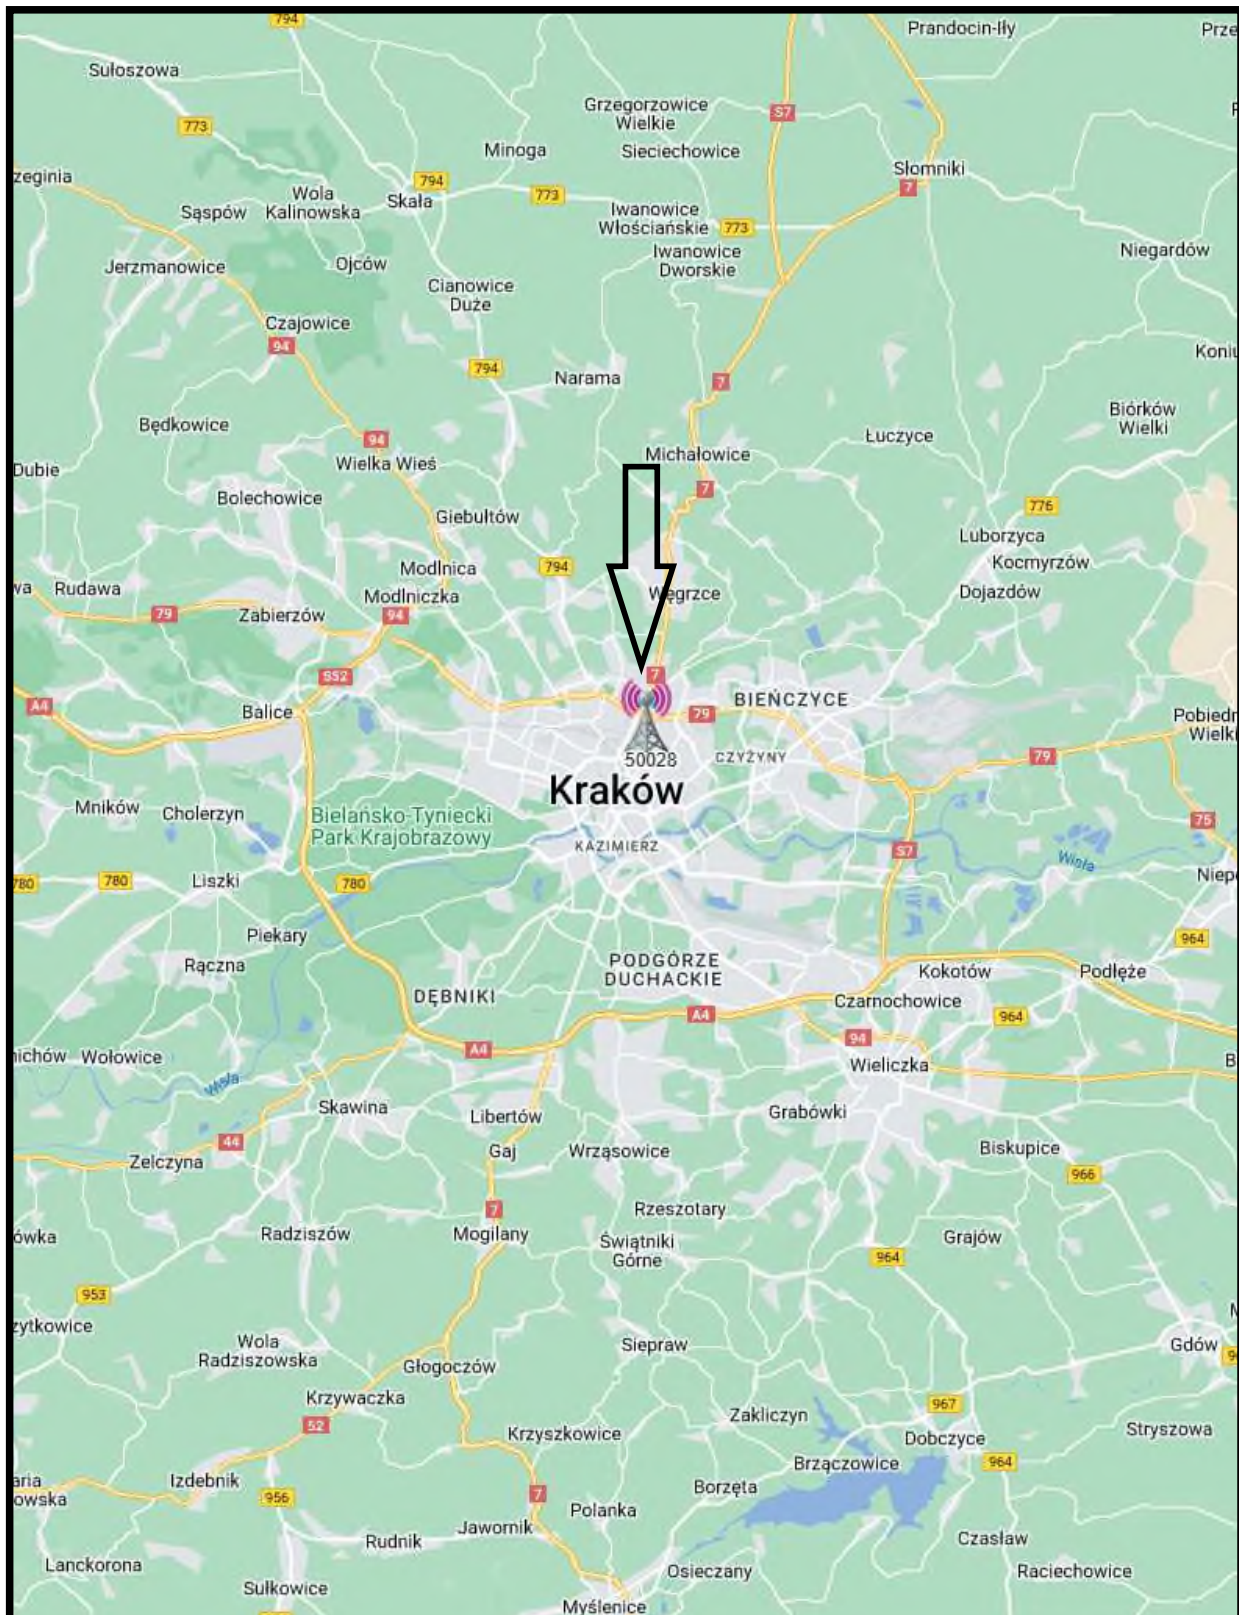 794
Prandocin-Iły
Prze
Sułoszowa
Grzegorzowice
Wielkie
S7
773
Minoga
Sieciechowice
Słomniki
zeginia
794
7
Wola
Kalinowska
Skała
773
Sąspów
Iwanowice
Włościańskie
773
Iwanowice
Dworskie
Niegardów
Jerzmanowice
Ojców
Cianowice
Duże
Czajowice
94
Koniu
794
Narama
7
Biórków
Wielki
Będkowice
94
Łuczyce
Wielka Wieś
Michałowice
Dubie
7
Bolechowice
776
Giebułtów
Luborzyca
Kocmyrzów
794
Modlnica
wa
Rudawa
Modlniczka
Węgrzce
Dojazdów
79
Zabierzów
94
S52
7
A4
Balice
BIEŃCZYCE
79
Pobiedr
Wielki
50028
CZYŻYNY
79
Kraków
Mników
Cholerzyn
Bielańsko-Tyniecki
Park Krajobrazowy
75
KAZIMIERZ
S7
Wisła
780
780
Liszki
780
Niepo
Piekary
964
Rączna
PODGÓRZE
DUCHACKIE
Kokotów
Podłęże
DĘBNIKI
Czarnochowice
A4
964
94
A4
nichów
Wołowice
Wieliczka
B
Wisła
Skawina
Libertów
Grabówki
44
Gaj
Wrząsowice
Biskupice
Zelczyna
966
7
Rzeszotary
ówka
Radziszów
Mogilany
Świątniki
Górne
Grajów
964
953
zytkowice
Wola
Radziszowska
Siepraw
Gdów
96
Głogoczów
Krzywaczka
967
52
Zakliczyn
Krzyszkowice
Dobczyce
Stryszowa
Brzączowice
964
aria
owska
Izdebnik
956
7
Borzęta
Polanka
Jawornik
Rudnik
Czasław
Lanckorona
Osieczany
Raciechowice
Sułkowice
Myślenice